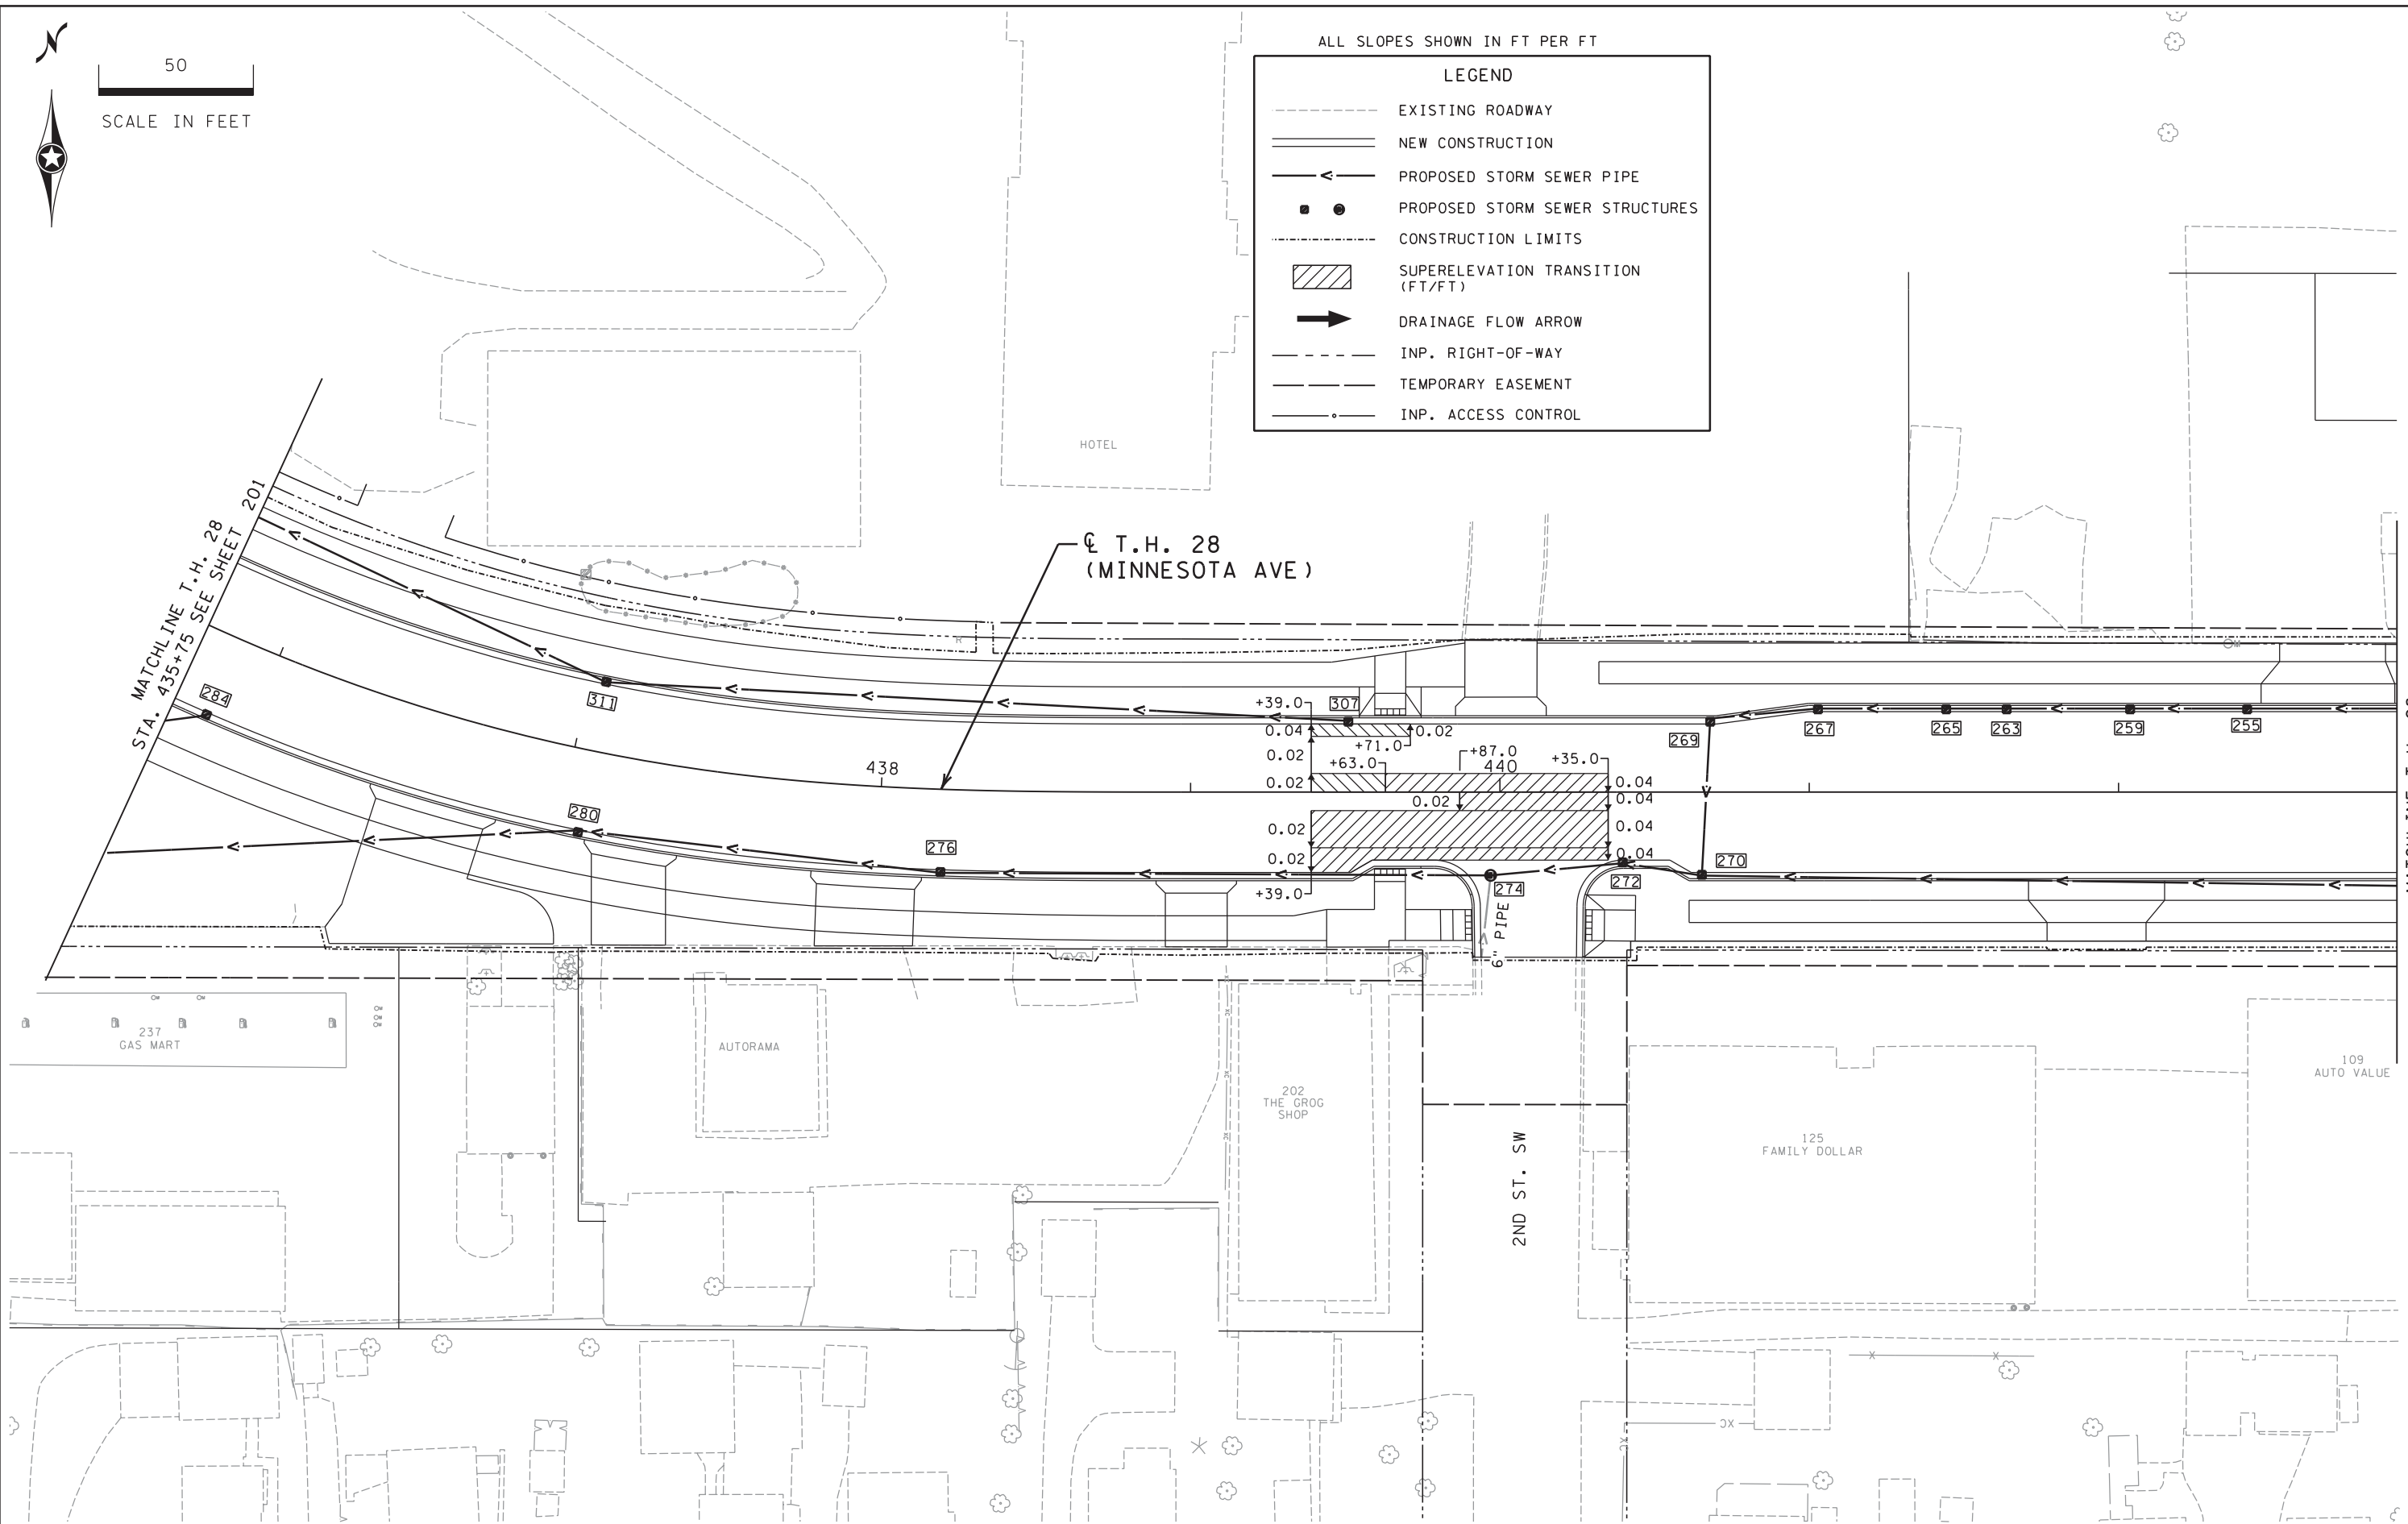 N
50
SCALE IN FEET
ALL SLOPES SHOWN IN FT PER FT
LEGEND
EXISTING ROADWAY
NEW CONSTRUCTION
PROPOSED STORM SEWER PIPE
PROPOSED STORM SEWER STRUCTURES
CONSTRUCTION LIMITS
SUPERELEVATION TRANSITION
(FT/FT)
DRAINAGE FLOW ARROW
INP. RIGHT-OF-WAY
TEMPORARY EASEMENT
INP. ACCESS CONTROL
HOTEL
MATCHLINE T.H. 28
STA. 435+75 SEE SHEET 201
℄ T.H. 28
(MINNESOTA AVE)
R
284
311
307
269
267
265
263
259
255
+39.0
0.04
0.02
0.02
+71.0
0.02
+63.0
+87.0
440
+35.0
438
0.04
0.04
0.02
0.02
0.04
0.02
0.04
+39.0
280
276
274
272
270
6" PIPE
237
GAS MART
AUTORAMA
202
THE GROG
SHOP
2ND ST. SW
125
FAMILY DOLLAR
109
AUTO VALUE